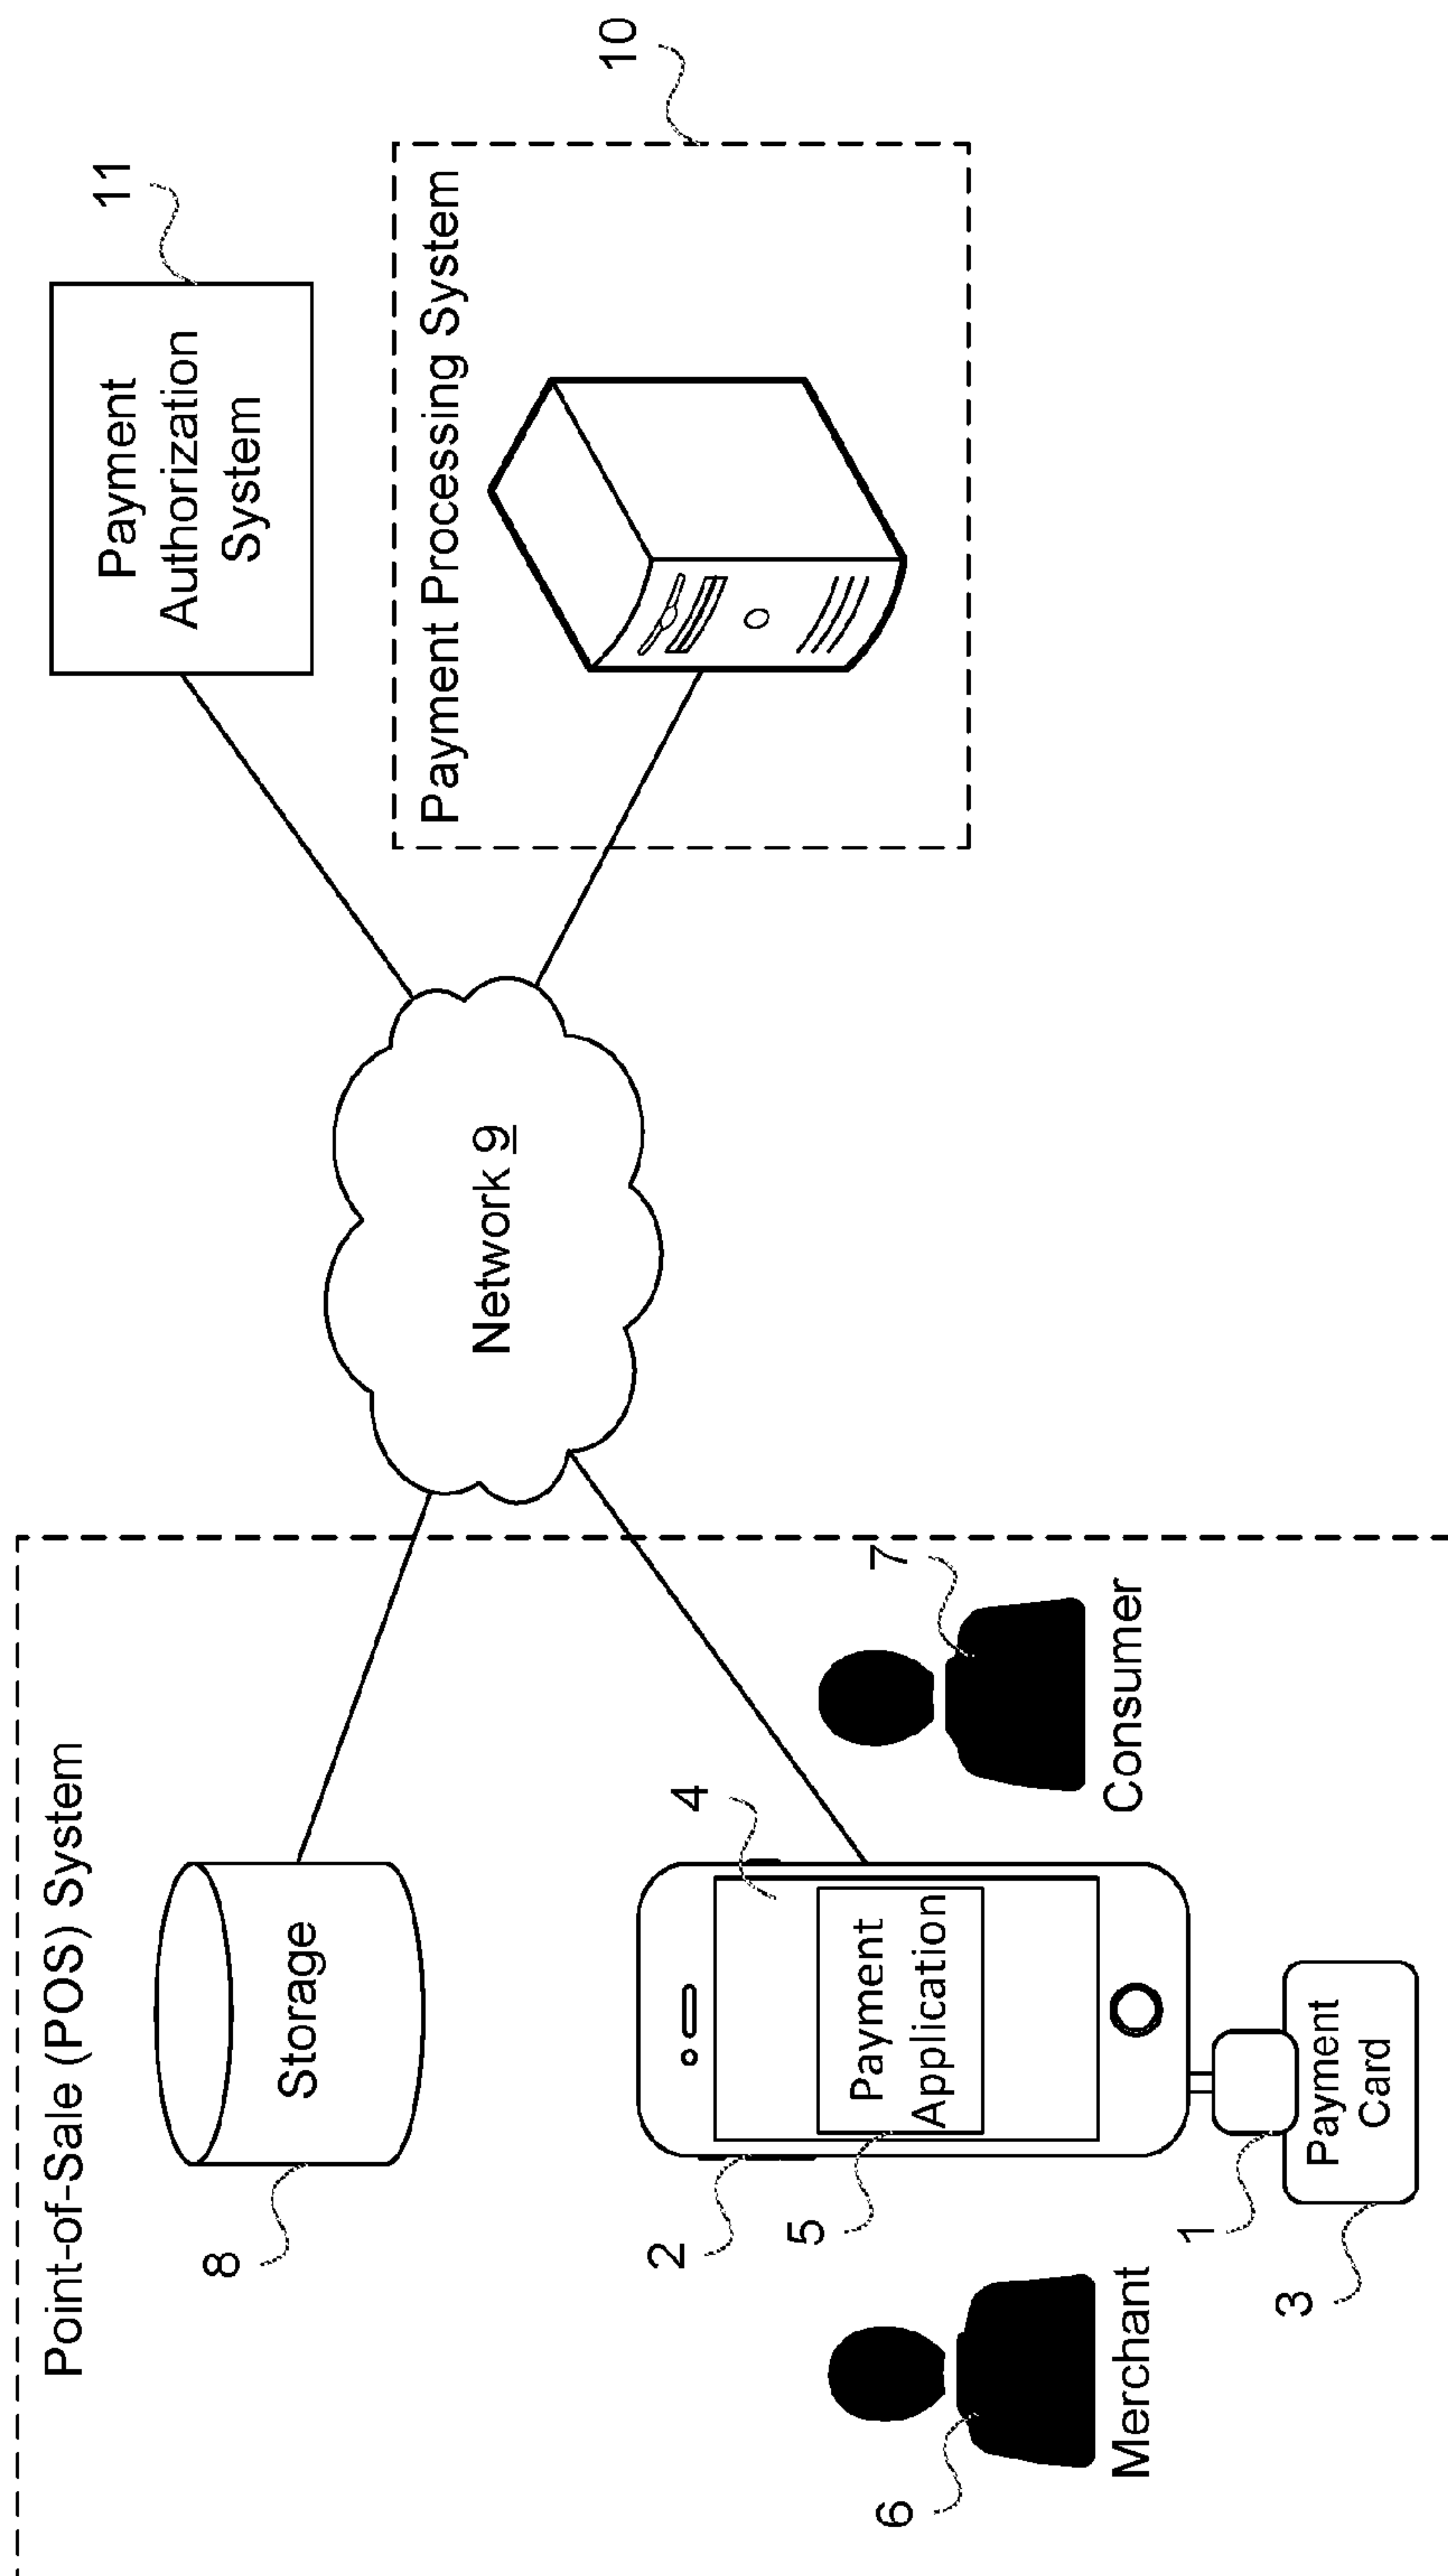 Point-of-Sale (POS) System
Storage
8
2
4
5
Payment
Application
6
Merchant
7
Consumer
1
3
Payment
Card
Network 9
11
Payment
Authorization
System
10
Payment Processing System